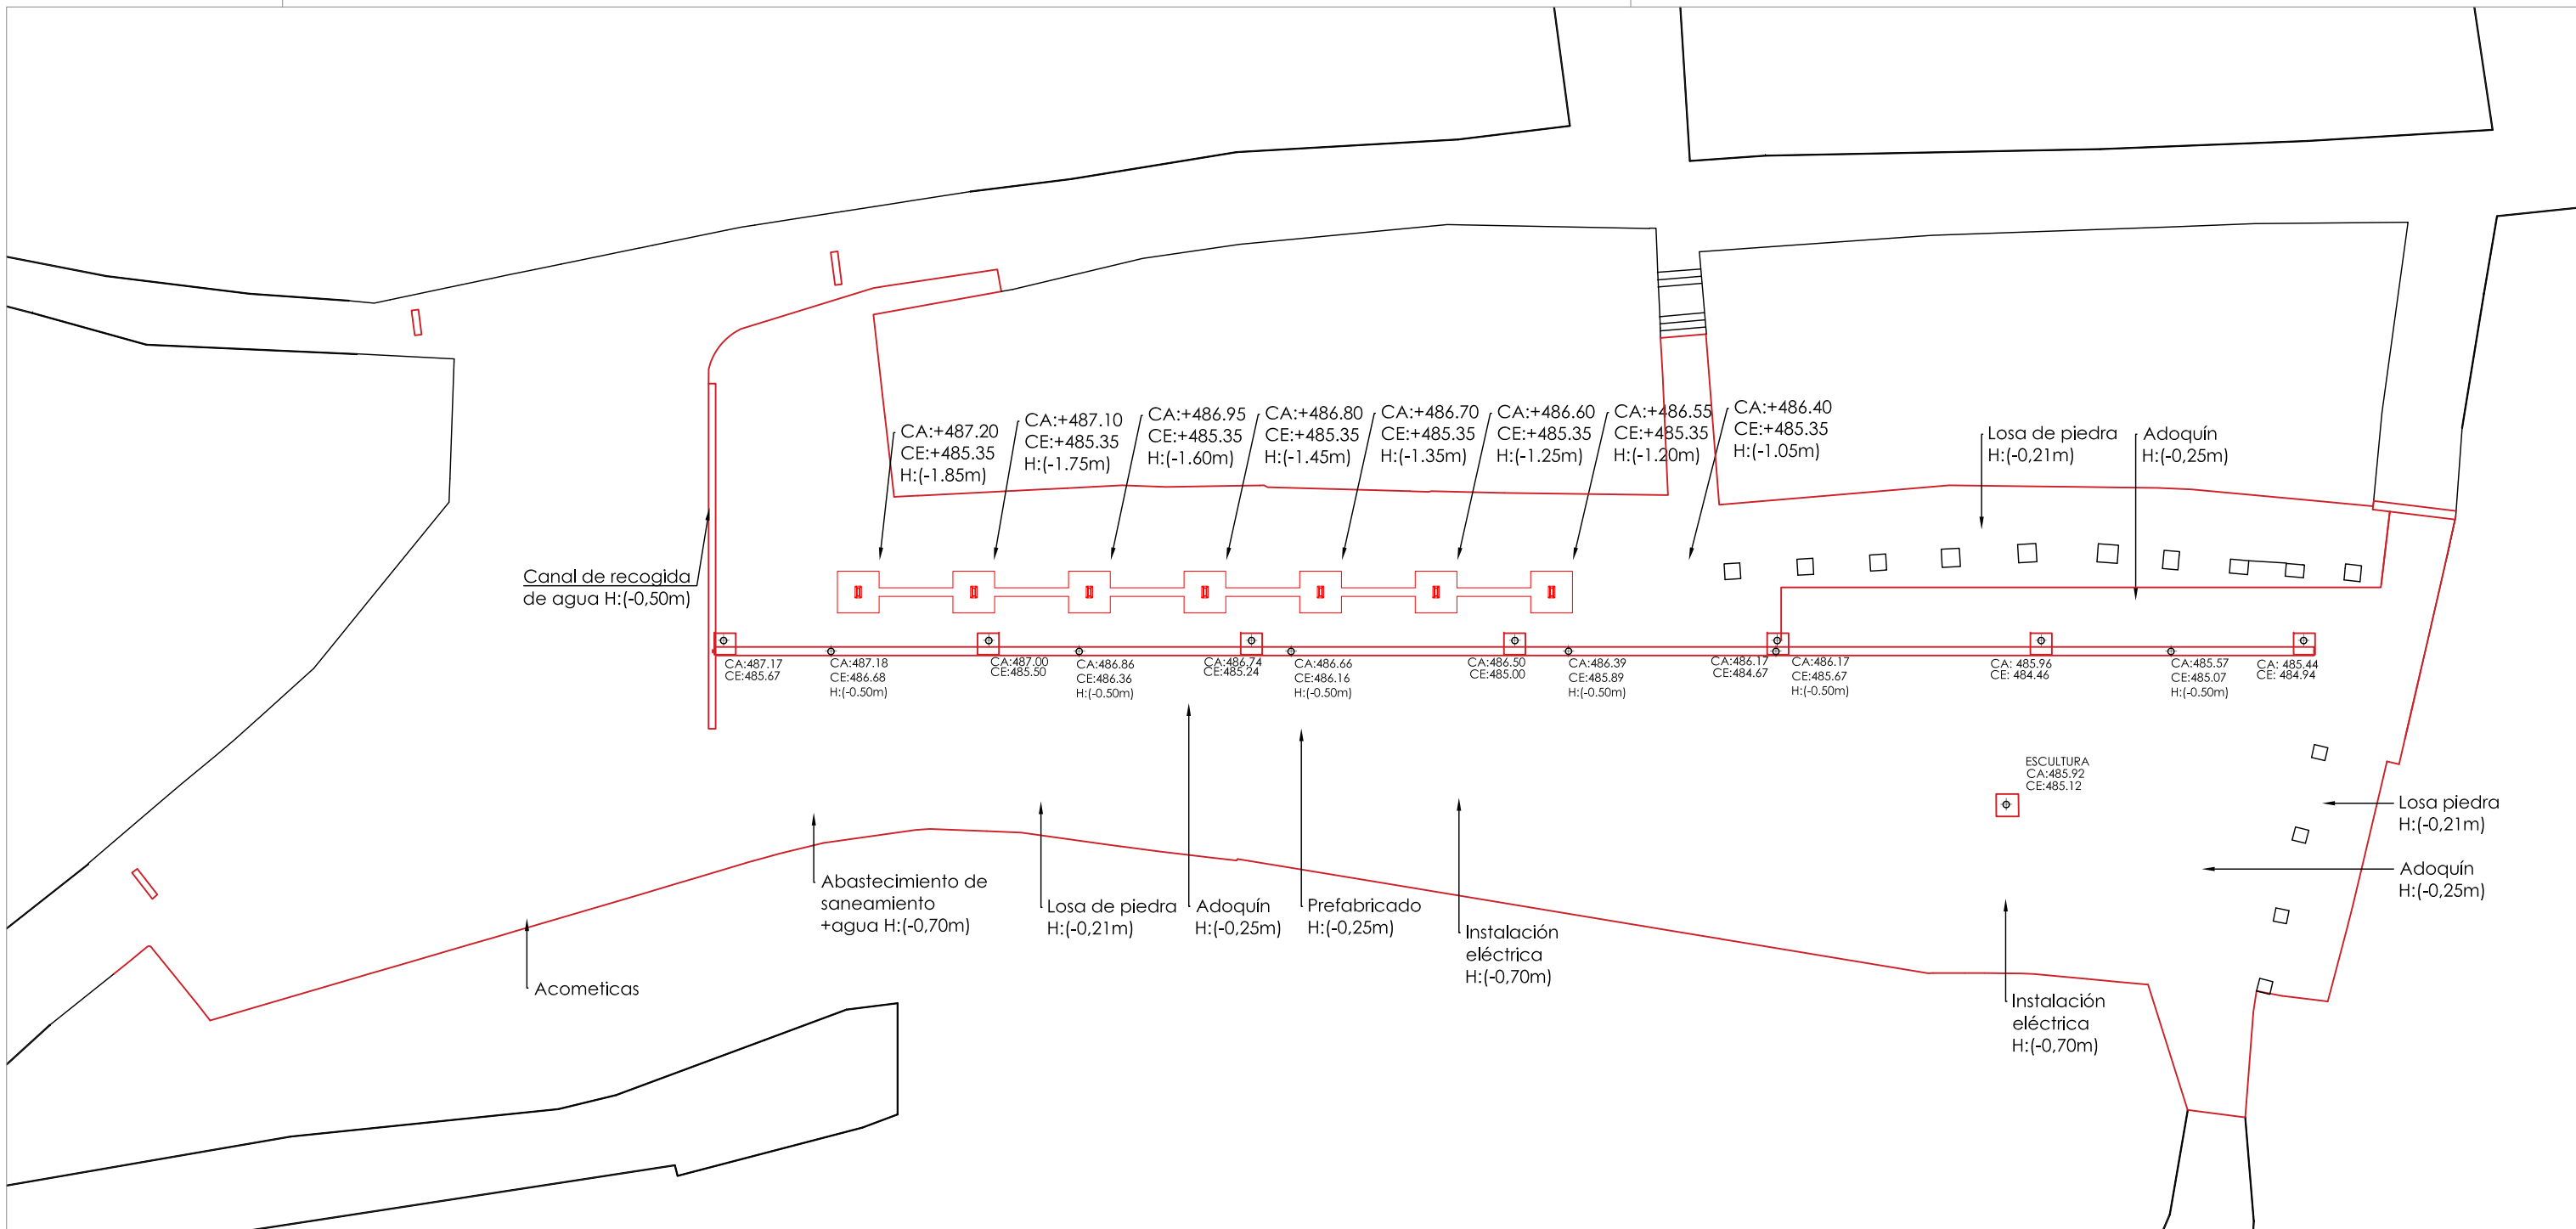 CA:+487.20
CE:+485.35
H:(-1.85m)
CA:+487.10
CE:+485.35
H:(-1.75m)
CA:+486.95
CE:+485.35
H:(-1.60m)
CA:+486.80
CE:+485.35
H:(-1.45m)
CA:+486.70
CE:+485.35
H:(-1.35m)
CA:+486.60
CE:+485.35
H:(-1.25m)
CA:+486.55
CE:+485.35
H:(-1.20m)
CA:+486.40
CE:+485.35
H:(-1.05m)
Losa de piedra
H:(-0,21m)
Adoquín
H:(-0,25m)
Canal de recogida
de agua H:(-0,50m)
CA:487.17
CE:485.67
CA:487.18
CE:486.68
H:(-0.50m)
CA:487.00
CE:485.50
CA:486.86
CE:486.36
H:(-0.50m)
CA:486.74
CE:485.24
CA:486.66
CE:486.16
H:(-0.50m)
CA:486.50
CE:485.00
CA:486.39
CE:485.89
H:(-0.50m)
CA:486.17
CE:484.67
CA:486.17
CE:485.67
H:(-0.50m)
CA: 485.96
CE: 484.46
CA:485.57
CE:485.07
H:(-0.50m)
CA: 485.44
CE: 484.94
ESCULTURA
CA:485.92
CE:485.12
Losa piedra
H:(-0,21m)
Adoquín
H:(-0,25m)
Abastecimiento de
saneamiento
+agua H:(-0,70m)
Losa de piedra
H:(-0,21m)
Adoquín
H:(-0,25m)
Prefabricado
H:(-0,25m)
Instalación
eléctrica
H:(-0,70m)
Acometicas
Instalación
eléctrica
H:(-0,70m)